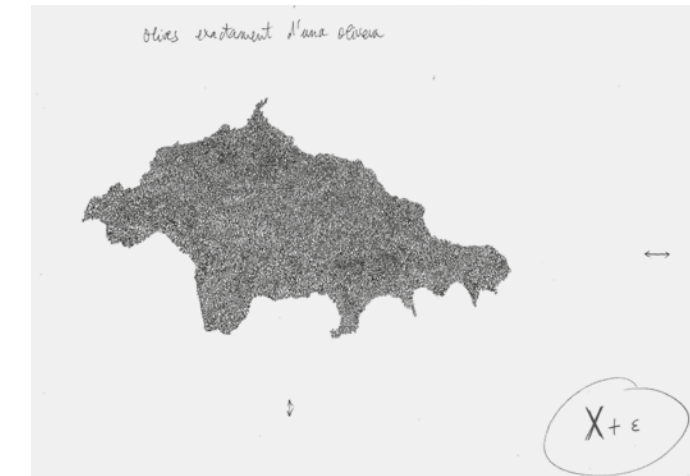 olives exactament d'una olivera
X + ε